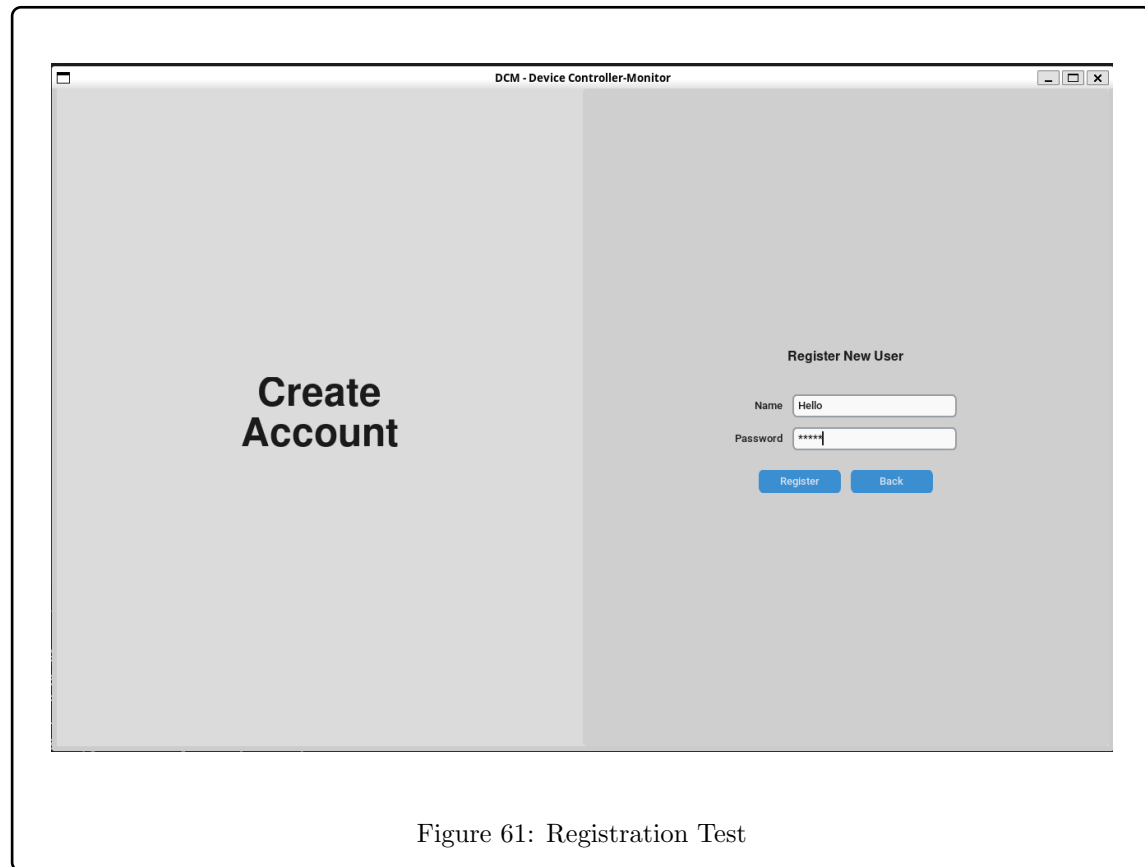 DCM - Device Controller-Monitor
Create
Account
Register New User
Name Hello
Password *****
Register Back
Figure 61: Registration Test